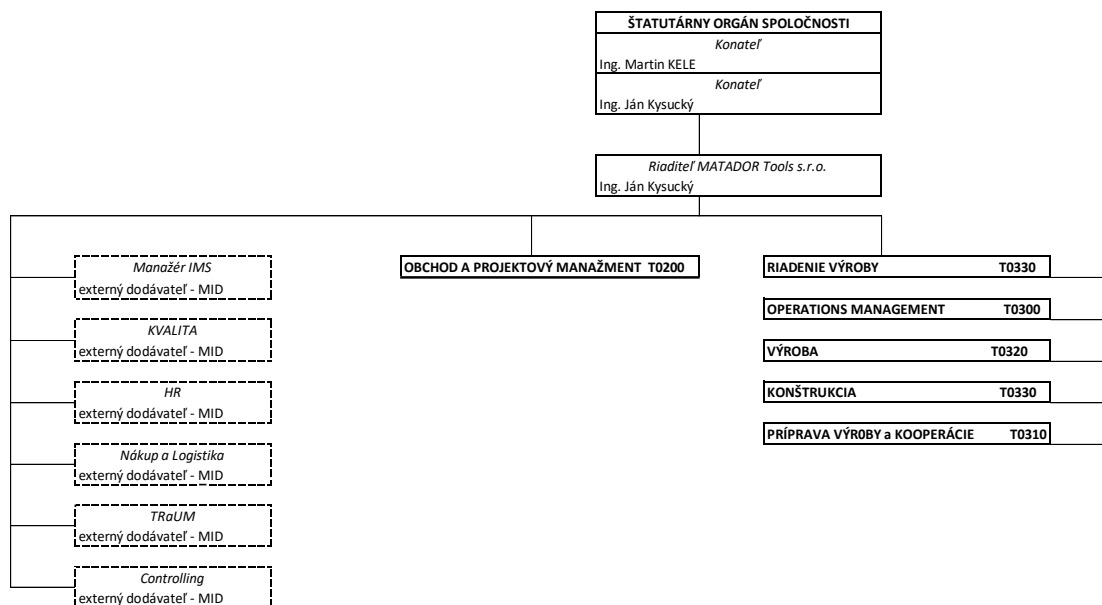 ŠTATUTÁRNY ORGÁN SPOLOČNOSTI
Konateľ
Ing. Martin KELE
Konateľ
Ing. Ján Kysucký
Riaditeľ MATADOR Tools s.r.o.
Ing. Ján Kysucký
Manažér IMS
externý dodávateľ - MID
KVALITA
externý dodávateľ - MID
HR
externý dodávateľ - MID
Nákup a Logistika
externý dodávateľ - MID
TRaUM
externý dodávateľ - MID
Controlling
externý dodávateľ - MID
OBCHOD A PROJEKTOVÝ MANAŽMENT T0200
RIADENIE VÝROBY T0330
OPERATIONS MANAGEMENT T0300
VÝROBA T0320
KONŠTRUKCIA T0330
PRÍPRAVA VÝR0BY a KOOPERÁCIE T0310